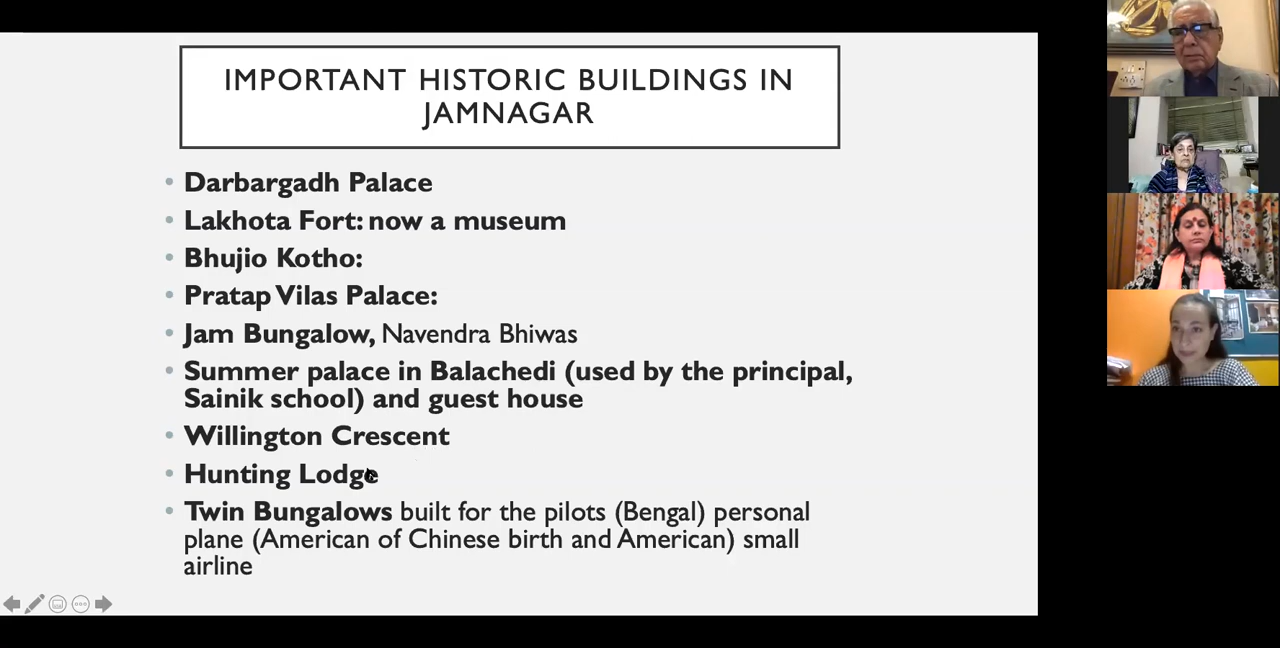 IMPORTANT HISTORIC BUILDINGS IN
JAMNAGAR
• Darbargadh Palace
• Lakhota Fort: now a museum
• Bhujio Kotho:
• Pratap Vilas Palace:
• Jam Bungalow, Navendra Bhiwas
• Summer palace in Balachedi (used by the principal,
Sainik school) and guest house
• Willington Crescent
• Hunting Lodge
• Twin Bungalows built for the pilots (Bengal) personal
plane (American of Chinese birth and American) small
airline